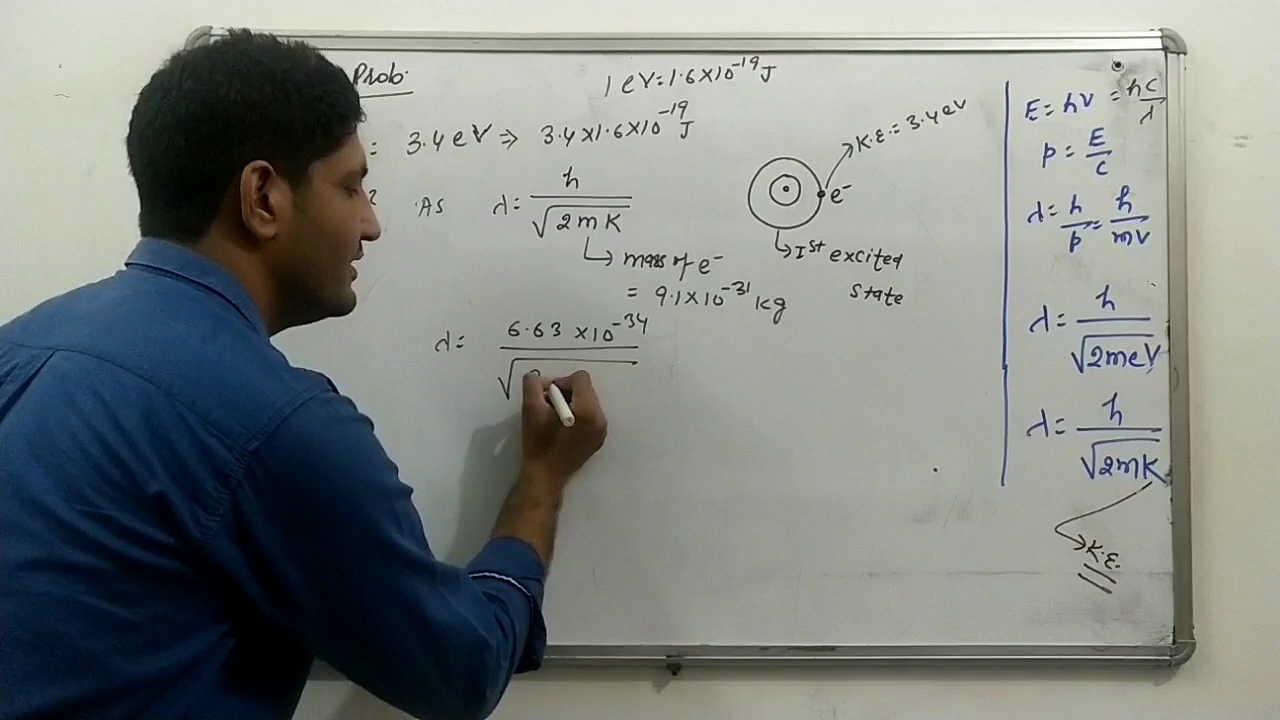 Prob.
1 eV = 1.6 × 10⁻¹⁹ J
= 3.4 eV ⇒ 3.4 × 1.6 × 10⁻¹⁹ J
As λ = h / √2mK
mass of e⁻
= 9.1 × 10⁻³¹ kg
λ = 6.63 × 10⁻³⁴ / √2
K.E. = 3.4 eV
e⁻
Iˢᵗ excited
state
E = hν = hc / λ
p = E / c
λ = h / p = h / mv
λ = h / √2meV
λ = h / √2mK
K.E.